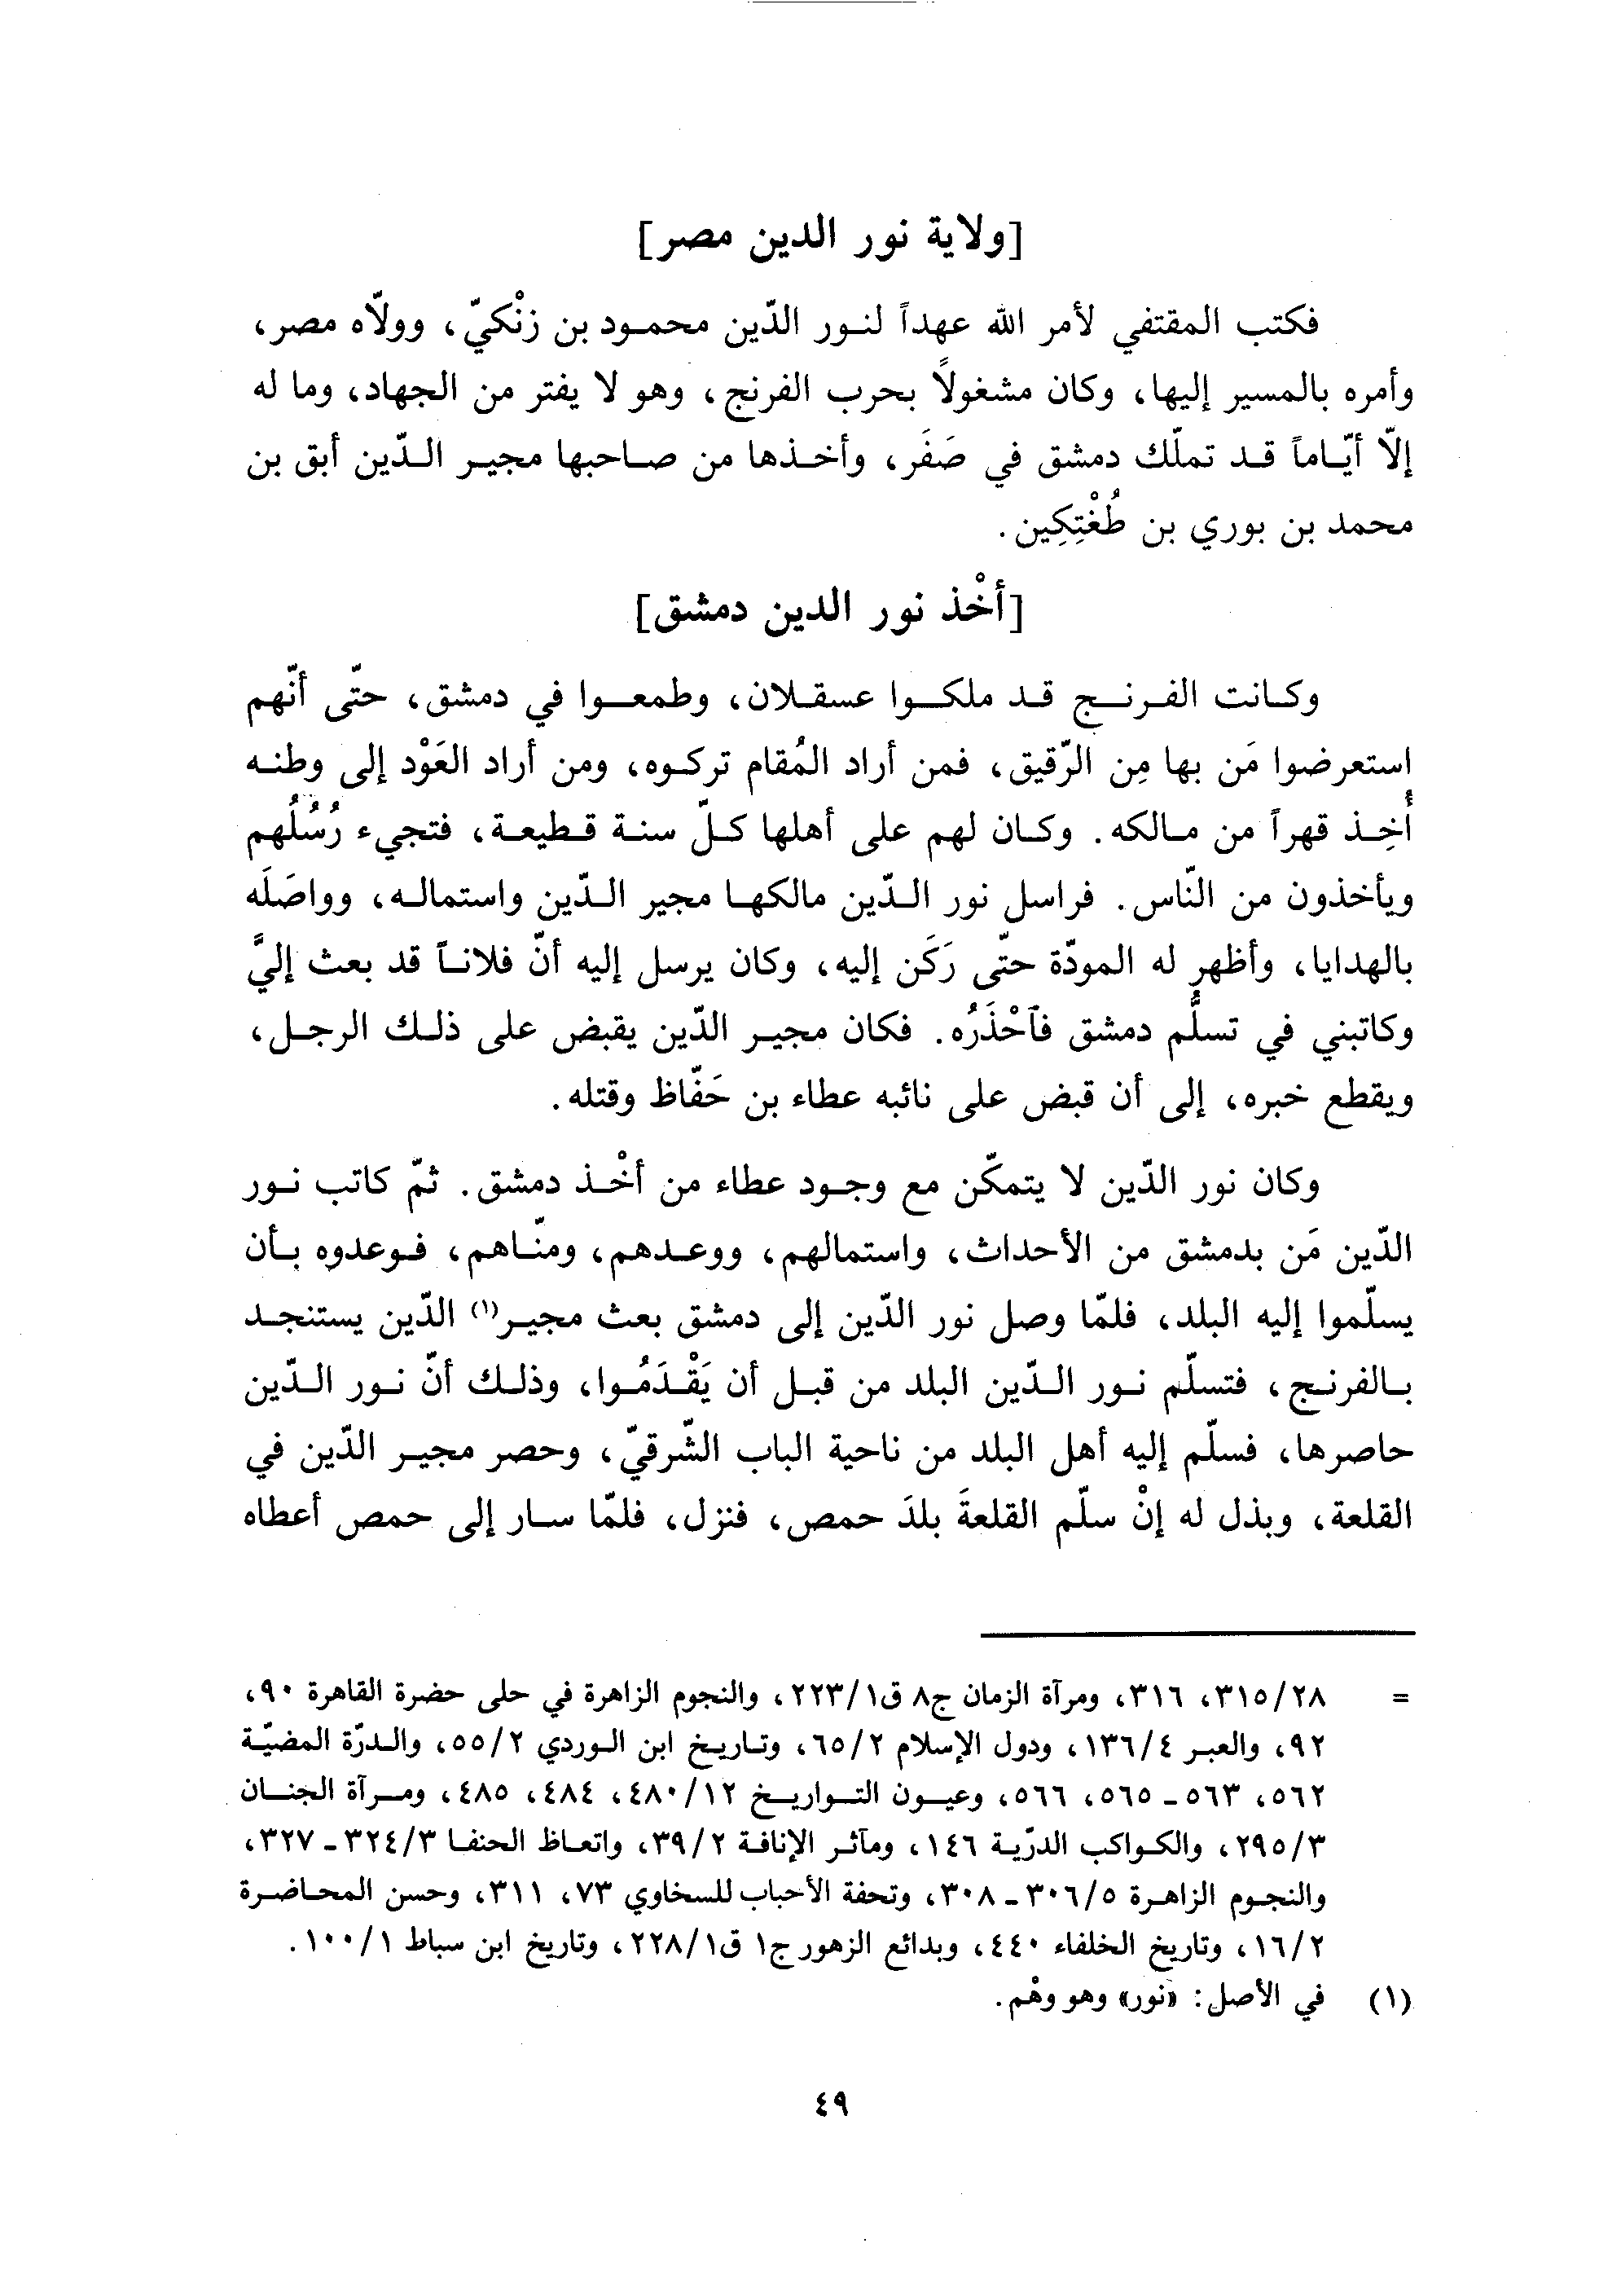 [ولاية نور الدين مصر]
فكتب المقتفي لأمر الله عهداً لنور الدّين محمود بن زنْكيّ، وولّاه مصر،
وأمره بالمسير إليها، وكان مشغولاً بحرب الفرنج، وهو لا يفتر من الجهاد، وما له
إلّا أيّاماً قد تملّك دمشق في صَفَر، وأخذها من صاحبها مجير الدّين أبق بن
محمد بن بوري بن طُغْتِكِين.
[أخْذ نور الدين دمشق]
وكانت الفرنج قد ملكوا عسقلان، وطمعوا في دمشق، حتّى أنّهم
استعرضوا مَن بها مِن الرّقيق، فمن أراد المُقام تركوه، ومن أراد العَوْد إلى وطنه
أُخِذ قهراً من مالكه. وكان لهم على أهلها كلّ سنة قطيعة، فتجيء رُسُلُهم
ويأخذون من النّاس. فراسل نور الدّين مالكها مجير الدّين واستماله، وواصَلَه
بالهدايا، وأظهر له المودّة حتّى رَكَن إليه، وكان يرسل إليه أنّ فلاناً قد بعث إليَّ
وكاتبني في تسلُّم دمشق فآحْذَرُه. فكان مجير الدّين يقبض على ذلك الرجل،
ويقطع خبره، إلى أن قبض على نائبه عطاء بن حَفّاظ وقتله.
وكان نور الدّين لا يتمكّن مع وجود عطاء من أخْذ دمشق. ثمّ كاتب نور
الدّين مَن بدمشق من الأحداث، واستمالهم، ووعدهم، ومنّاهم، فوعدوه بأن
يسلّموا إليه البلد، فلمّا وصل نور الدّين إلى دمشق بعث مجير(١) الدّين يستنجد
بالفرنج، فتسلّم نور الدّين البلد من قبل أن يَقْدَمُوا، وذلك أنّ نور الدّين
حاصرها، فسلّم إليه أهل البلد من ناحية الباب الشّرقيّ، وحصر مجير الدّين في
القلعة، وبذل له إنْ سلّم القلعةَ بلدَ حمص، فنزل، فلمّا سار إلى حمص أعطاه
= ٣١٥/٢٨، ٣١٦، ومرآة الزمان ج٨ ق٢٢٣/١، والنجوم الزاهرة في حلى حضرة القاهرة ٩٠،
٩٢، والعبر ١٣٦/٤، ودول الإسلام ٦٥/٢، وتاريخ ابن الوردي ٥٥/٢، والدرّة المضيّة
٥٦٢، ٥٦٣ - ٥٦٥، ٥٦٦، وعيون التواريخ ٤٨٠/١٢، ٤٨٤، ٤٨٥، ومرآة الجنان
٢٩٥/٣، والكواكب الدرّية ١٤٦، ومآثر الإنافة ٣٩/٢، واتعاظ الحنفا ٣٢٤/٣ - ٣٢٧،
والنجوم الزاهرة ٣٠٦/٥ - ٣٠٨، وتحفة الأحباب للسخاوي ٧٣، ٣١١، وحسن المحاضرة
١٦/٢، وتاريخ الخلفاء ٤٤٠، وبدائع الزهور ج١ ق٢٢٨/١، وتاريخ ابن سباط ١٠٠/١.
(١) في الأصل: «نور» وهو وهْم.
٤٩